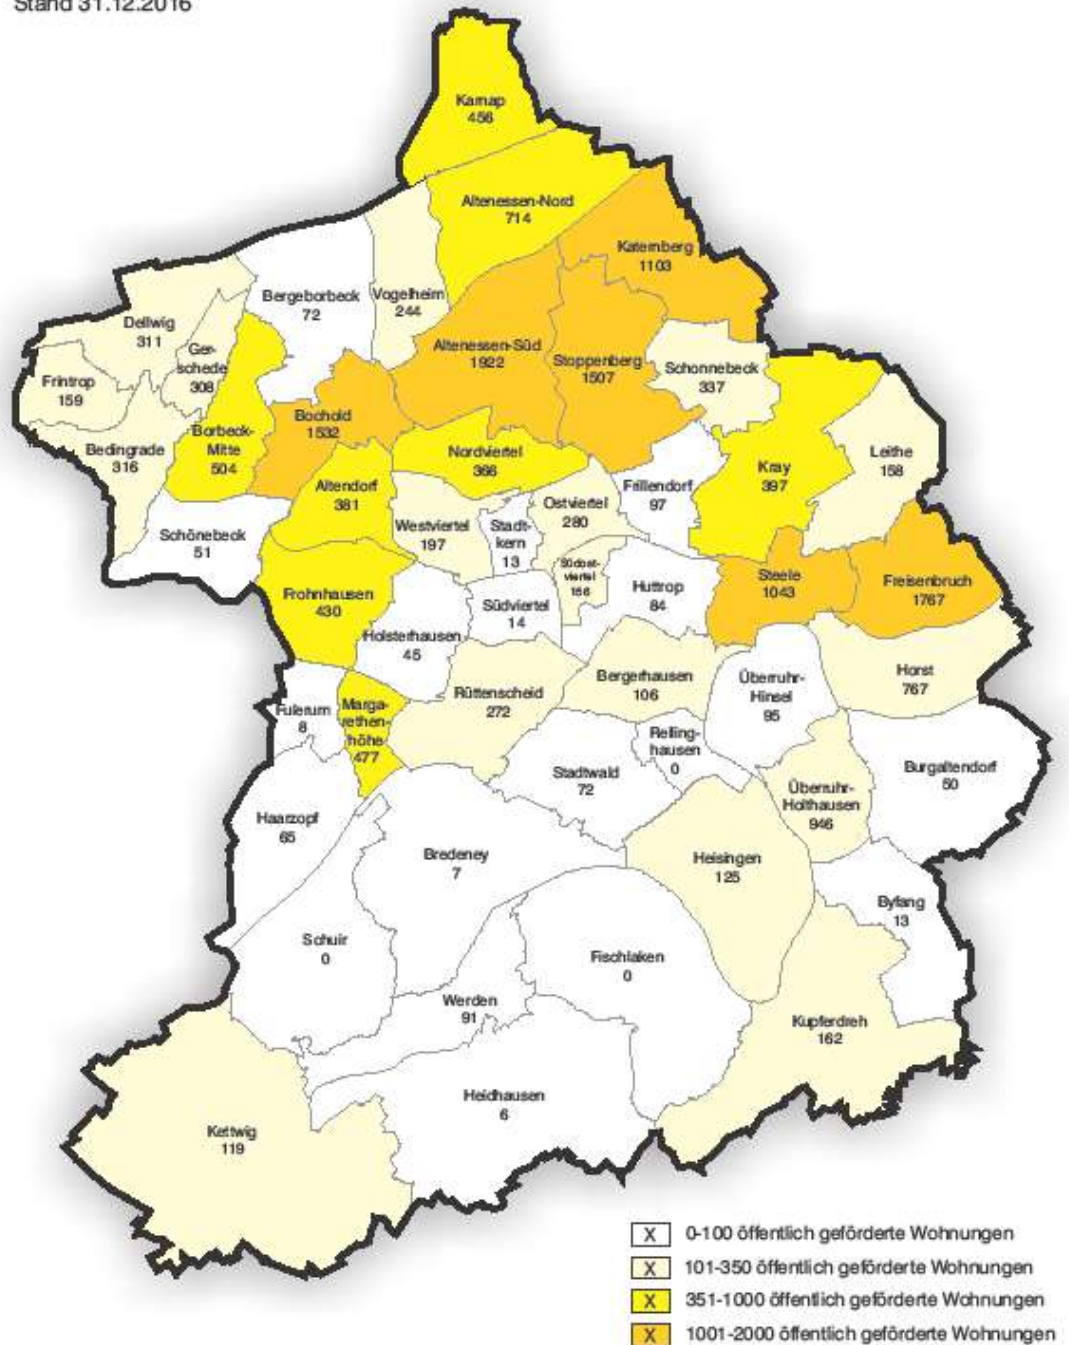 Stand 31.12.2016
Karnap
456
Altenessen-Nord
714
Katernberg
1103
Bergeborbeck
72
Vogelheim
244
Dellwig
311
Ger-
schede
308
Altenessen-Süd
1922
Stoppenberg
1507
Schonnebeck
337
Frintrop
159
Bochold
1532
Borbeck-
Mitte
504
Bedingrade
316
Nordviertel
366
Kray
397
Leithe
158
Altendorf
381
Frillendorf
97
Ostviertel
280
Westviertel
197
Stadt-
kern
13
Schönebeck
51
Südost-
viertel
156
Huttrop
84
Steele
1043
Freisenbruch
1767
Frohnhausen
430
Südviertel
14
Holsterhausen
45
Bergerhausen
106
Überruhr-
Hinsel
95
Horst
767
Rüttenscheid
272
Fulerum
8
Marga-
rethen-
höhe
477
Relling-
hausen
0
Stadtwald
72
Burgaltendorf
50
Überruhr-
Holthausen
946
Haarzopf
65
Bredeney
7
Heisingen
125
Byfang
13
Schuir
0
Fischlaken
0
Werden
91
Kupferdreh
162
Heidhausen
6
Kettwig
119
X 0-100 öffentlich geförderte Wohnungen
X 101-350 öffentlich geförderte Wohnungen
X 351-1000 öffentlich geförderte Wohnungen
X 1001-2000 öffentlich geförderte Wohnungen